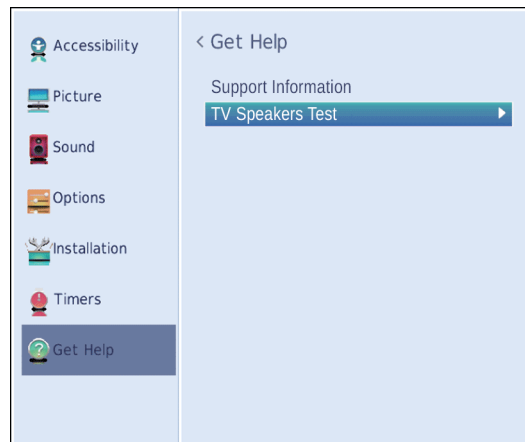 Accessibility
Picture
Sound
Options
Installation
Timers
Get Help
< Get Help
Support Information
TV Speakers Test